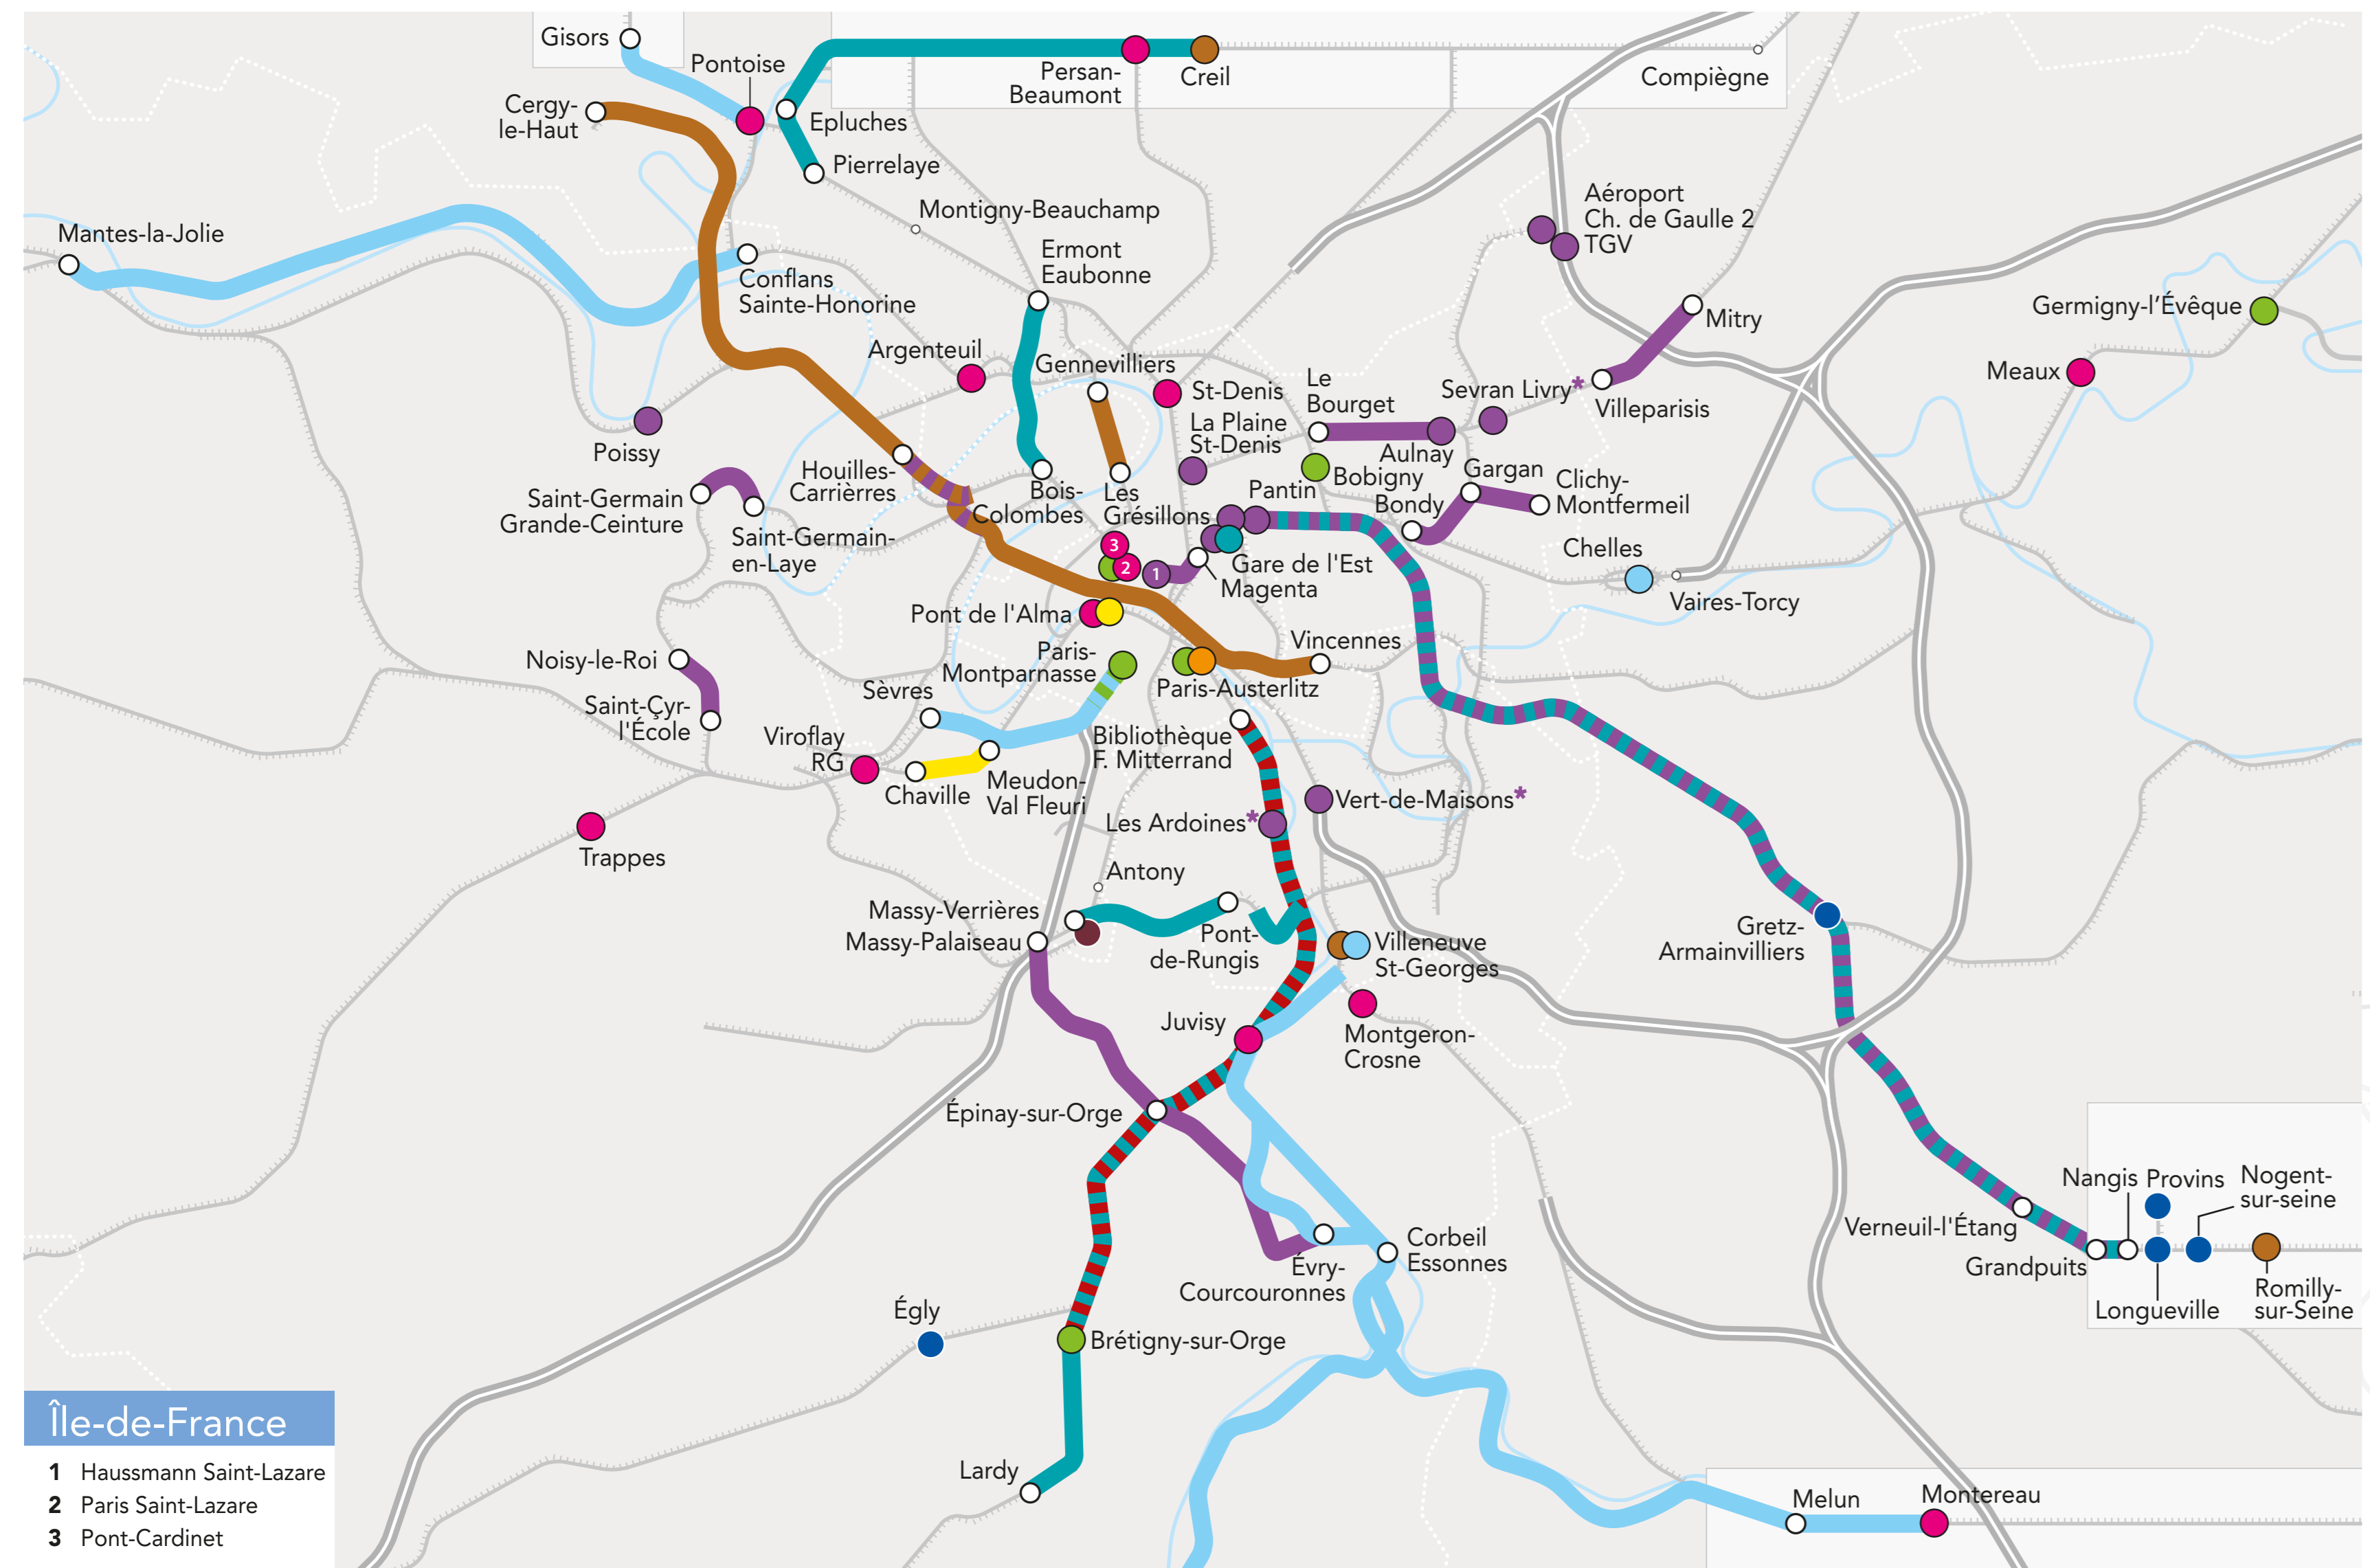 Gisors
Pontoise
Cergy-
le-Haut
Epluches
Pierrelaye
Persan-
Beaumont
Creil
Compiègne
Montigny-Beauchamp
Mantes-la-Jolie
Conflans
Sainte-Honorine
Ermont
Eaubonne
Aéroport
Ch. de Gaulle 2
TGV
Mitry
Germigny-l'Évêque
Meaux
Argenteuil
Gennevilliers
St-Denis
La Plaine
St-Denis
Le
Bourget
Sevran Livry*
Villeparisis
Poissy
Houilles-
Carrièrres
Bois-
Colombes
Les
Grésillons
Pantin
Bobigny
Aulnay
Bondy
Gargan
Clichy-
Montfermeil
Saint-Germain
Grande-Ceinture
Saint-Germain-
en-Laye
3
2
1
Gare de l'Est
Magenta
Chelles
Vaires-Torcy
Pont de l'Alma
Noisy-le-Roi
Saint-Çyr-
l'École
Paris-
Montparnasse
Sèvres
Vincennes
Paris-Austerlitz
Viroflay
RG
Chaville
Meudon-
Val Fleuri
Bibliothèque
F. Mitterrand
Trappes
Les Ardoines*
Vert-de-Maisons*
Antony
Massy-Verrières
Massy-Palaiseau
Pont-
de-Rungis
Villeneuve
St-Georges
Gretz-
Armainvilliers
Juvisy
Montgeron-
Crosne
Épinay-sur-Orge
Évry-
Courcouronnes
Corbeil
Essonnes
Verneuil-l'Étang
Grandpuits
Nangis
Provins
Nogent-
sur-seine
Longueville
Romilly-
sur-Seine
Égly
Brétigny-sur-Orge
Lardy
Melun
Montereau
Île-de-France
1 Haussmann Saint-Lazare
2 Paris Saint-Lazare
3 Pont-Cardinet